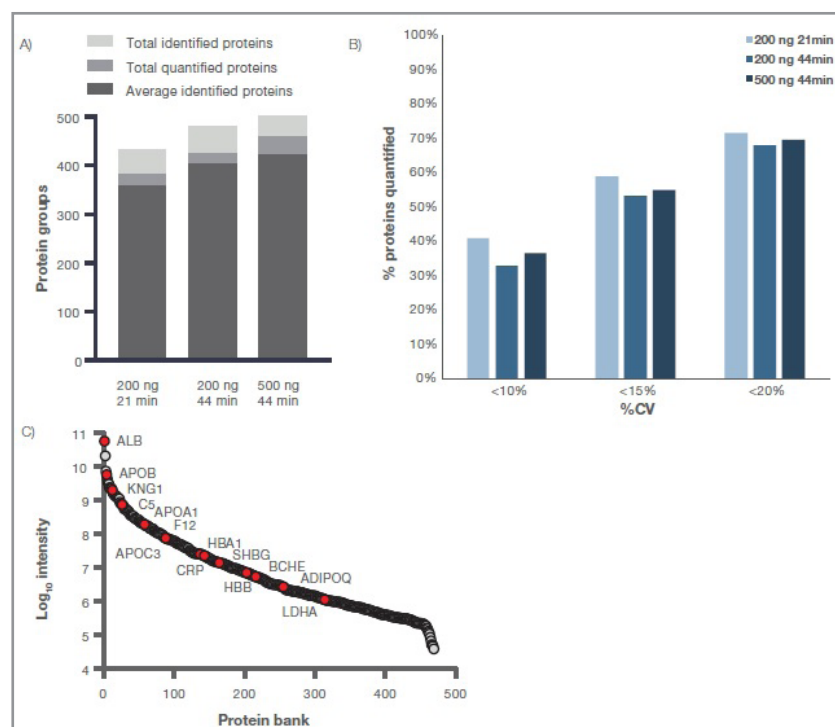 A)
Total identified proteins
Total quantified proteins
Average identified proteins
500
400
300
200
100
0
Protein groups
200 ng
21 min
200 ng
44 min
500 ng
44 min
B)
200 ng 21min
200 ng 44min
500 ng 44min
100%
90%
80%
70%
60%
50%
40%
30%
20%
10%
0%
% proteins quantified
<10%
<15%
<20%
%CV
C)
11
10
9
8
7
6
5
4
Log10 intensity
ALB
APOB
KNG1
C5
APOA1
F12
APOC3
HBA1
CRP
SHBG
HBB
BCHE
ADIPOQ
LDHA
0
100
200
300
400
500
Protein bank